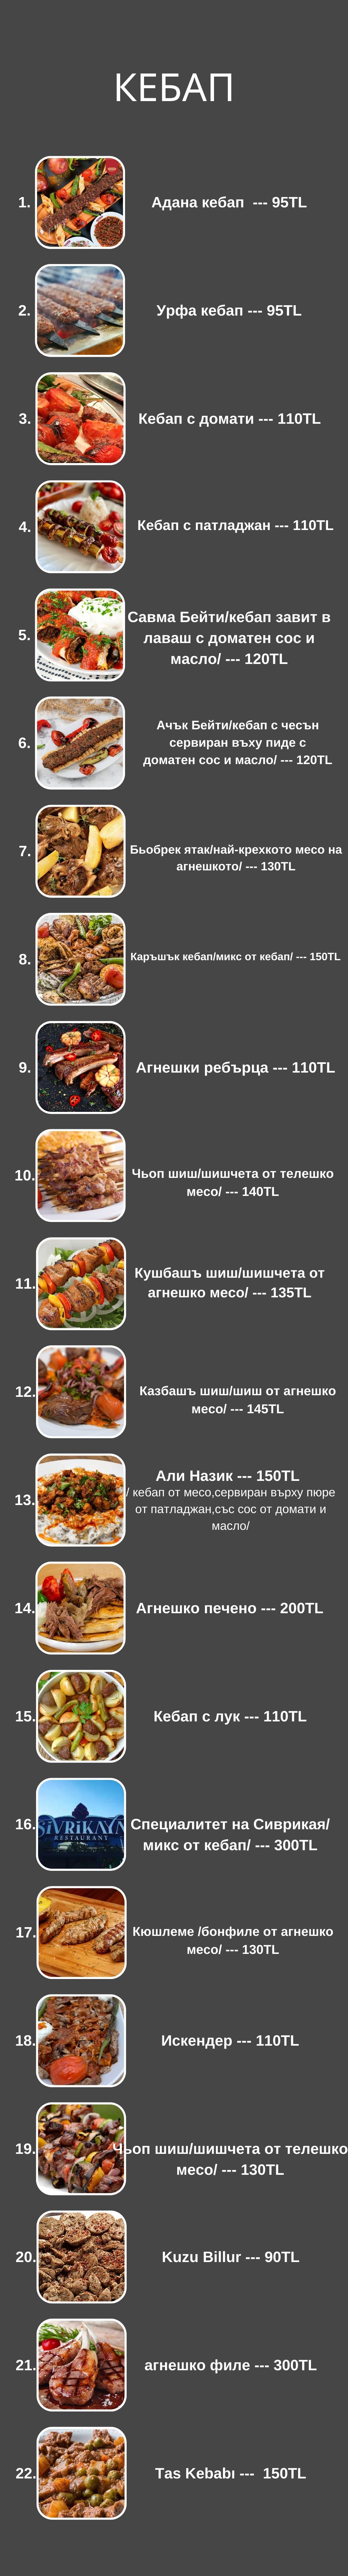 КЕБАП
1.
Адана кебап --- 95TL
2.
Урфа кебап --- 95TL
3.
Кебап с домати --- 110TL
4.
Кебап с патладжан --- 110TL
5.
Савма Бейти/кебап завит в
лаваш с доматен сос и
масло/ --- 120TL
6.
Ачък Бейти/кебап с чесън
сервиран въху пиде с
доматен сос и масло/ --- 120TL
7.
Бьобрек ятак/най-крехкото месо на
агнешкото/ --- 130TL
8.
Каръшък кебап/микс от кебап/ --- 150TL
9.
Агнешки ребърца --- 110TL
10.
Чьоп шиш/шишчета от телешко
месо/ --- 140TL
11.
Кушбашъ шиш/шишчета от
агнешко месо/ --- 135TL
12.
Казбашъ шиш/шиш от агнешко
месо/ --- 145TL
13.
Али Назик --- 150TL
/ кебап от месо,сервиран върху пюре
от патладжан,със сос от домати и
масло/
14.
Агнешко печено --- 200TL
15.
Кебап с лук --- 110TL
16.
SİVRİKAYA
RESTAURANT
Специалитет на Сиврикая/
микс от кебап/ --- 300TL
17.
Кюшлеме /бонфиле от агнешко
месо/ --- 130TL
18.
Искендер --- 110TL
19.
Чьоп шиш/шишчета от телешко
месо/ --- 130TL
20.
Kuzu Billur --- 90TL
21.
агнешко филе --- 300TL
22.
Tas Kebabı --- 150TL